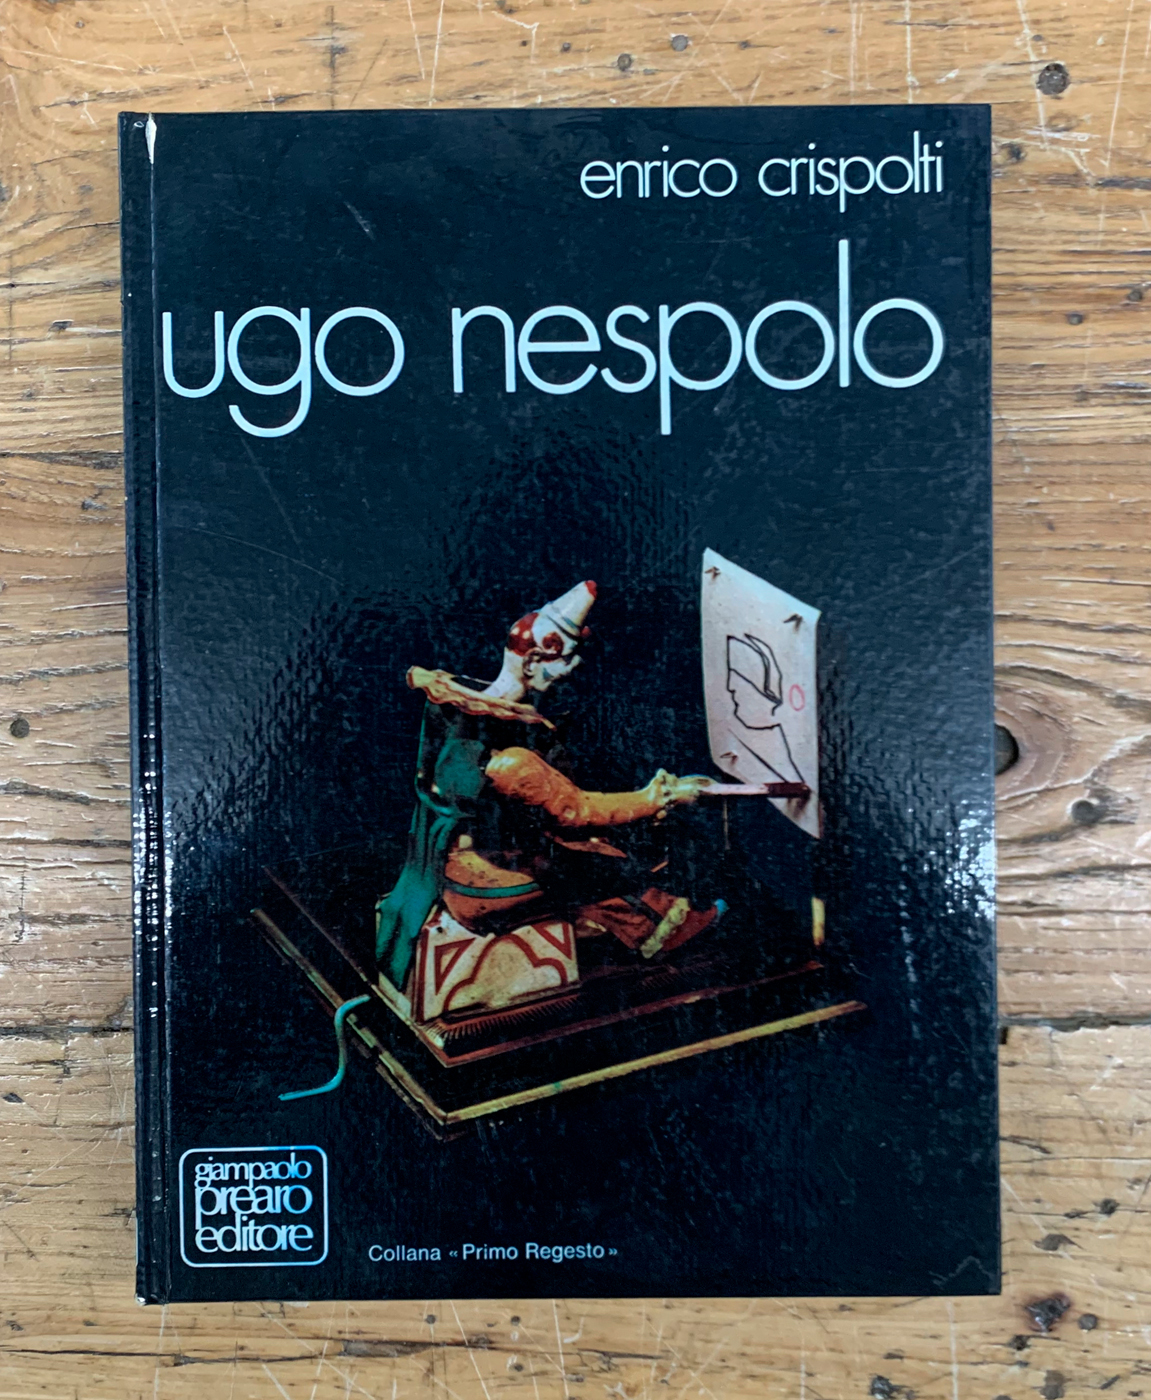 enrico crispolti
ugo nespolo
giampaolo
prearo
editore
Collana « Primo Regesto »